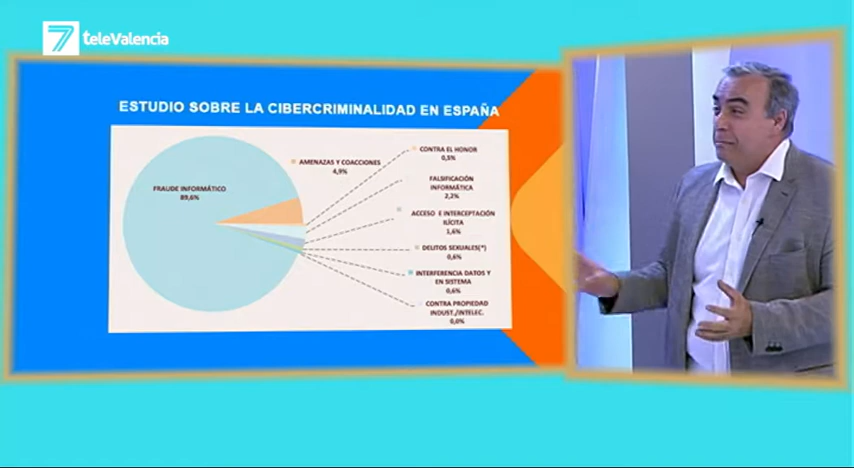 7 teleValencia
ESTUDIO SOBRE LA CIBERCRIMINALIDAD EN ESPAÑA
FRAUDE INFORMÁTICO
89,6%
AMENAZAS Y COACCIONES
4,9%
CONTRA EL HONOR
0,5%
FALSIFICACIÓN
INFORMÁTICA
2,2%
ACCESO E INTERCEPTACIÓN
ILÍCITA
1,6%
DELITOS SEXUALES(*)
0,6%
INTERFERENCIA DATOS Y
EN SISTEMA
0,6%
CONTRA PROPIEDAD
INDUST./INTELEC.
0,0%